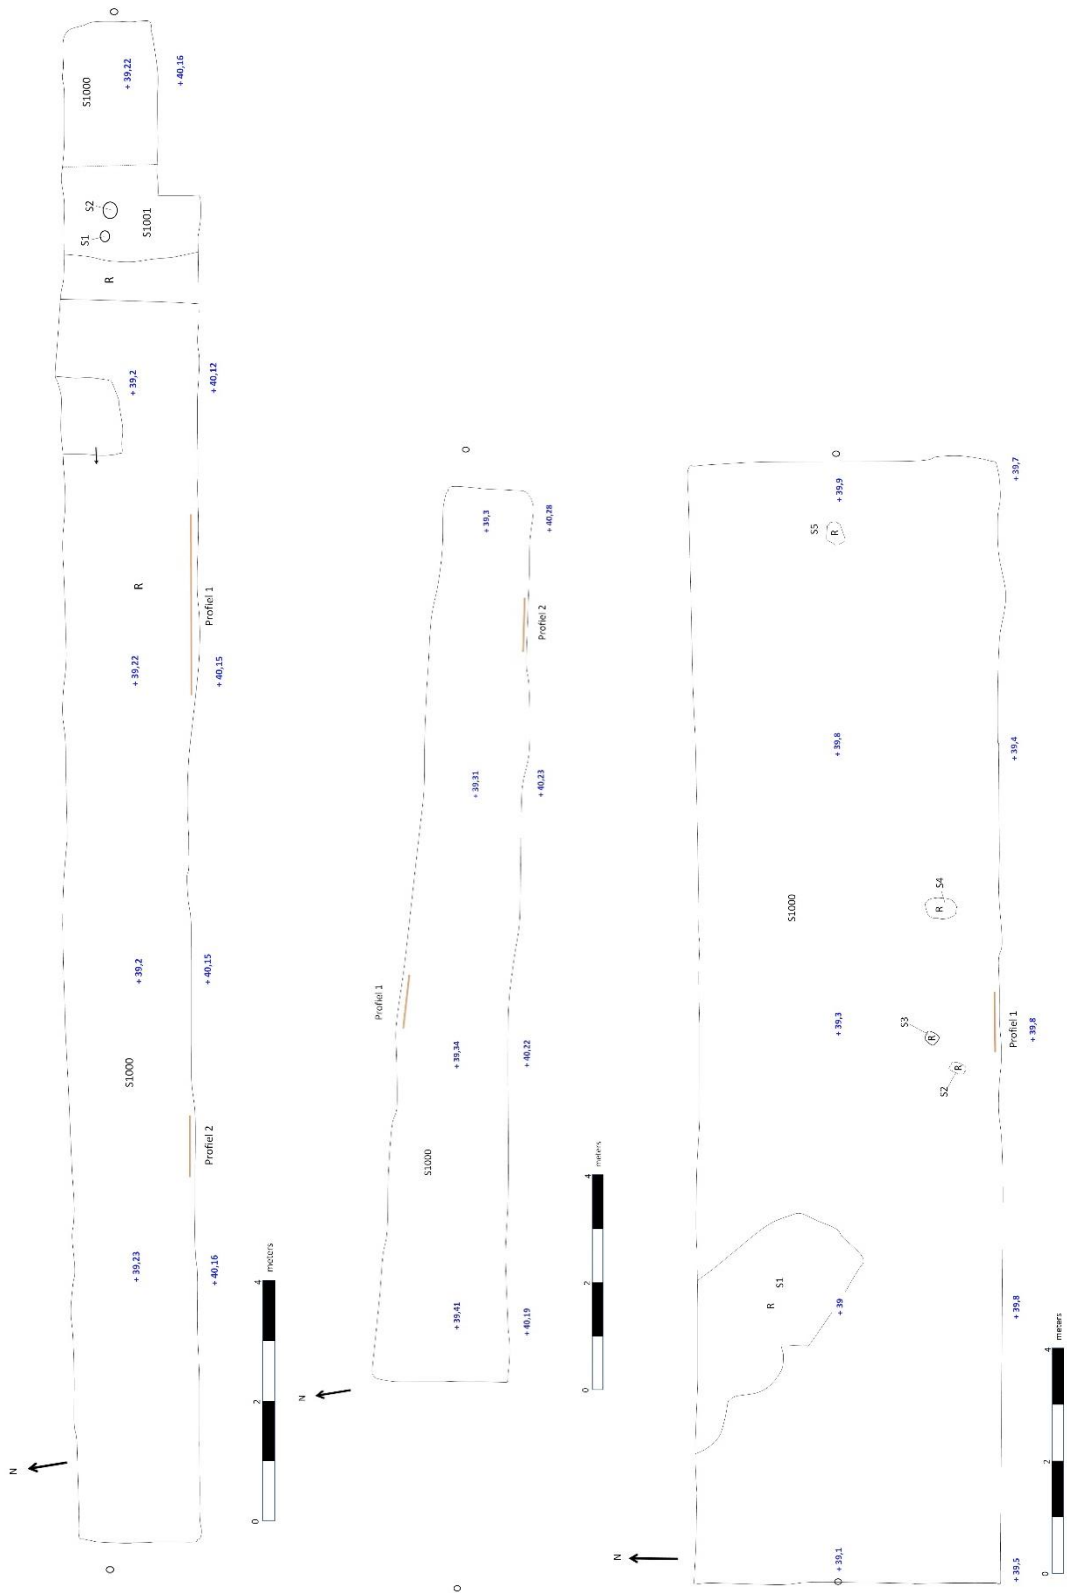 O
S1000
+ 39,22
+ 40,16
S2
S1
S1001
R
+ 39,2
+ 40,12
R
Profiel 1
+ 39,22
+ 40,15
+ 39,2
+ 40,15
S1000
Profiel 2
+ 39,23
+ 40,16
0
2
4
meters
N
O
O
+ 39,3
+ 40,28
Profiel 2
+ 39,31
+ 40,23
Profiel 1
+ 39,34
+ 40,22
S1000
+ 39,41
+ 40,19
0
2
4
meters
N
O
O
+ 39,9
+ 39,7
S5
R
+ 39,8
+ 39,4
S4
R
S1000
S3
R
+ 39,3
Profiel 1
+ 39,8
S2
R
S1
R
+ 39
+ 39,8
+ 39,1
O
+ 39,5
0
2
4
meters
N